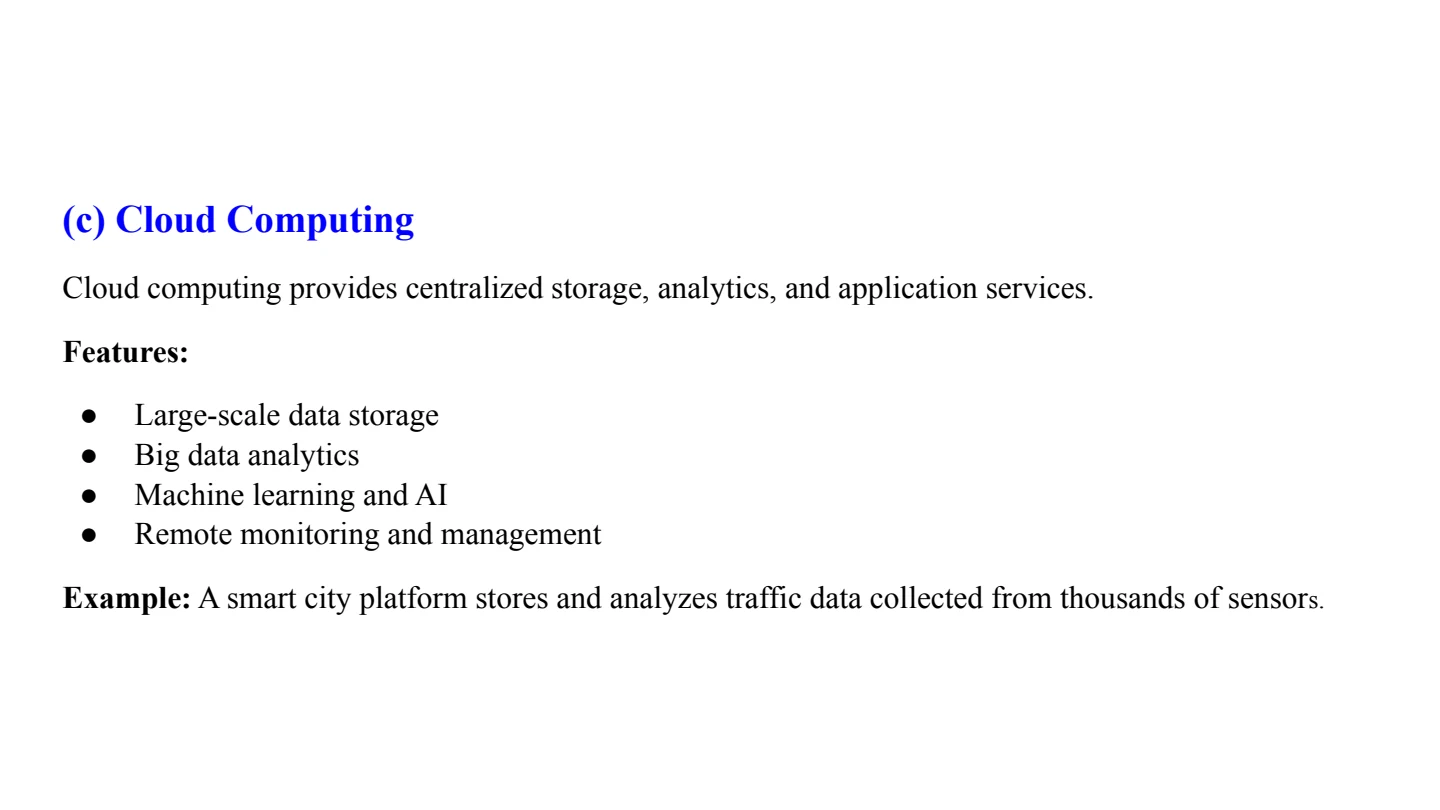 (c) Cloud Computing
Cloud computing provides centralized storage, analytics, and application services.
Features:
● Large-scale data storage
● Big data analytics
● Machine learning and AI
● Remote monitoring and management
Example: A smart city platform stores and analyzes traffic data collected from thousands of sensors.